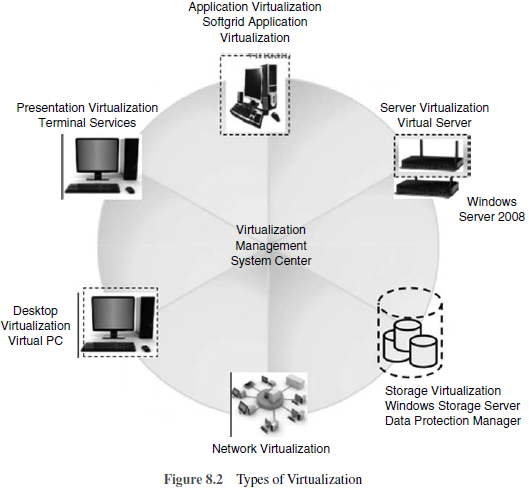 Application Virtualization
Softgrid Application
Virtualization
Presentation Virtualization
Terminal Services
Server Virtualization
Virtual Server
Windows
Server 2008
Virtualization
Management
System Center
Desktop
Virtualization
Virtual PC
Storage Virtualization
Windows Storage Server
Data Protection Manager
Network Virtualization
Figure 8.2 Types of Virtualization